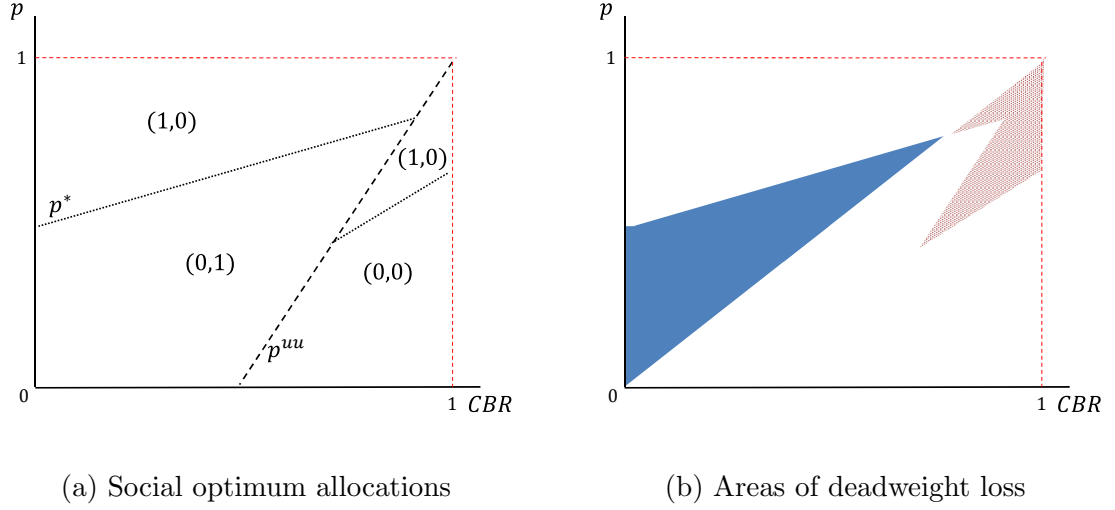 p
1
(1,0)
(1,0)
p*
(0,1)
(0,0)
p^{uu}
0
1 CBR
(a) Social optimum allocations
p
1
0
1 CBR
(b) Areas of deadweight loss